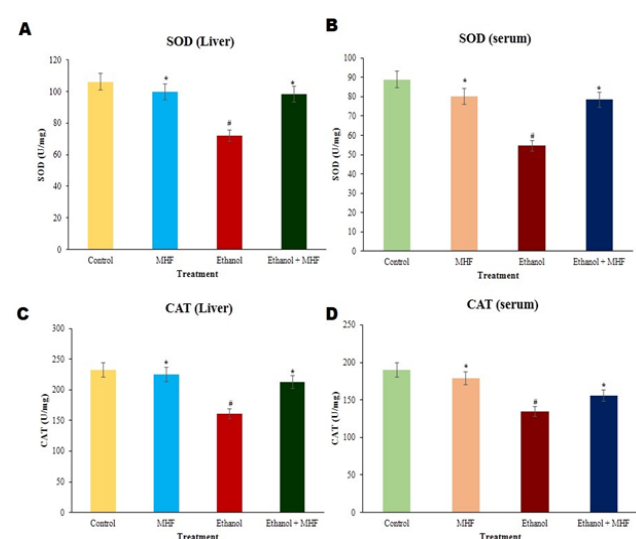 A
SOD (Liver)
120
100
80
60
40
20
0
SOD (U/mg)
*
#
*
Control MHF Ethanol Ethanol + MHF
Treatment
B
SOD (serum)
100
90
80
70
60
50
40
30
20
10
0
SOD (U/mg)
*
#
*
Control MHF Ethanol Ethanol + MHF
Treatment
C
CAT (Liver)
300
250
200
150
100
50
0
CAT (U/mg)
*
#
*
Control MHF Ethanol Ethanol + MHF
Treatment
D
CAT (serum)
250
200
150
100
50
0
CAT (U/mg)
*
#
*
Control MHF Ethanol Ethanol + MHF
Treatment